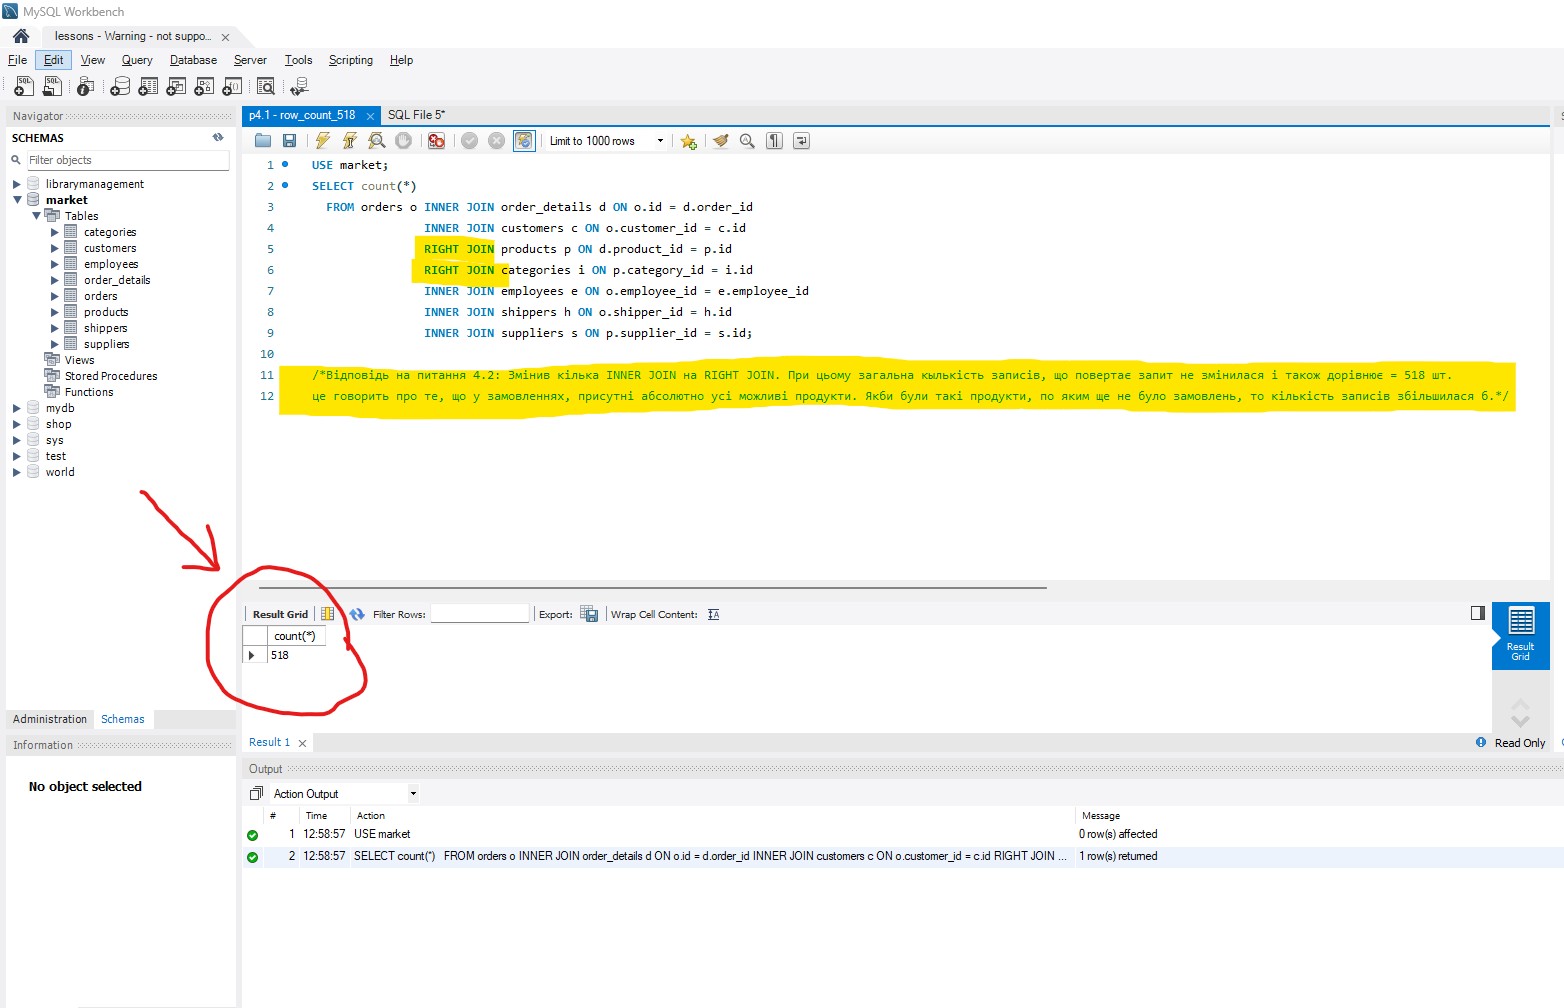 MySQL Workbench
lessons - Warning - not suppo...
File Edit View Query Database Server Tools Scripting Help
Navigator
SCHEMAS
Filter objects
librarymanagement
market
Tables
categories
customers
employees
order_details
orders
products
shippers
suppliers
Views
Stored Procedures
Functions
mydb
shop
sys
test
world
Administration Schemas
Information
No object selected
p4.1 - row_count_518 SQL File 5*
Limit to 1000 rows
1 USE market;
2 SELECT count(*)
3 FROM orders o INNER JOIN order_details d ON o.id = d.order_id
4 INNER JOIN customers c ON o.customer_id = c.id
5 RIGHT JOIN products p ON d.product_id = p.id
6 RIGHT JOIN categories i ON p.category_id = i.id
7 INNER JOIN employees e ON o.employee_id = e.employee_id
8 INNER JOIN shippers h ON o.shipper_id = h.id
9 INNER JOIN suppliers s ON p.supplier_id = s.id;
10
11 /*Відповідь на питання 4.2: Змінив кілька INNER JOIN на RIGHT JOIN. При цьому загальна кылькість записів, що повертає запит не змінилася і також дорівнює = 518 шт.
12 це говорить про те, що у замовленнях, присутні абсолютно усі можливі продукти. Якби були такі продукти, по яким ще не було замовлень, то кількість записів збільшилася б.*/
Result Grid Filter Rows: Export: Wrap Cell Content:
count(*)
518
Result Grid
Result 1 Read Only
Output
Action Output
# Time Action Message
1 12:58:57 USE market 0 row(s) affected
2 12:58:57 SELECT count(*) FROM orders o INNER JOIN order_details d ON o.id = d.order_id INNER JOIN customers c ON o.customer_id = c.id RIGHT JOIN ... 1 row(s) returned